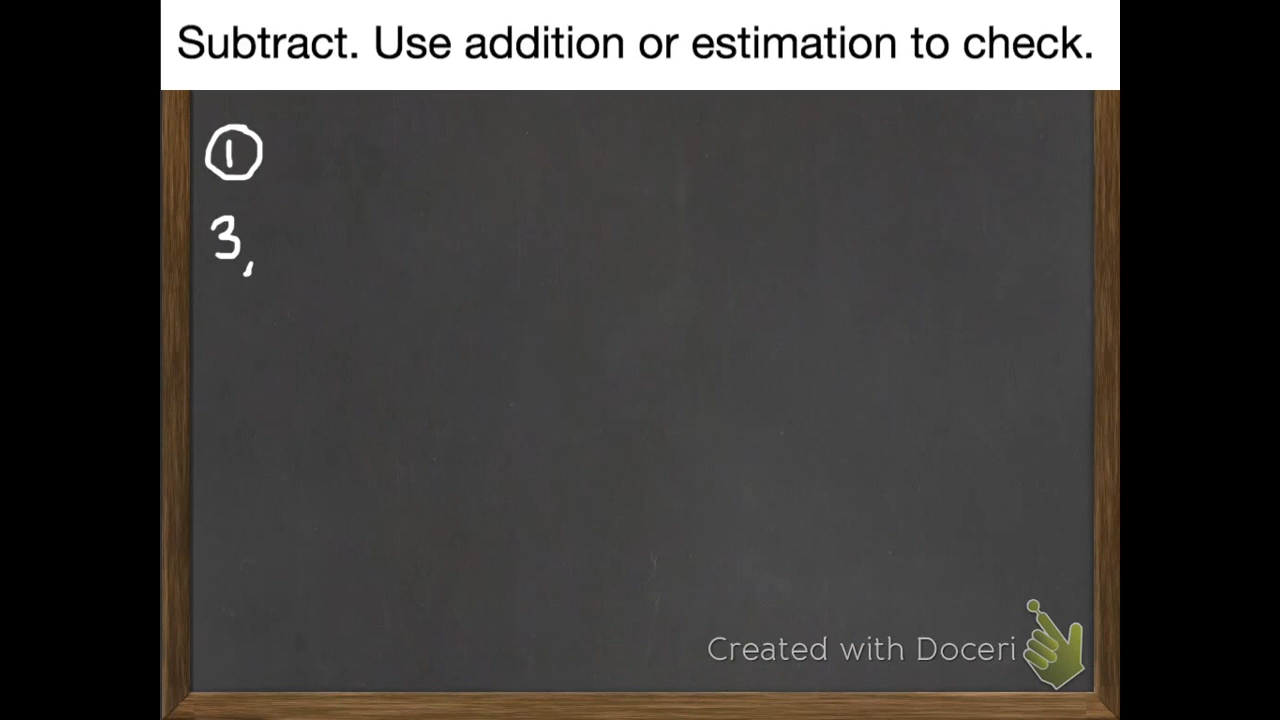 Subtract. Use addition or estimation to check.
①
3,
Created with Doceri